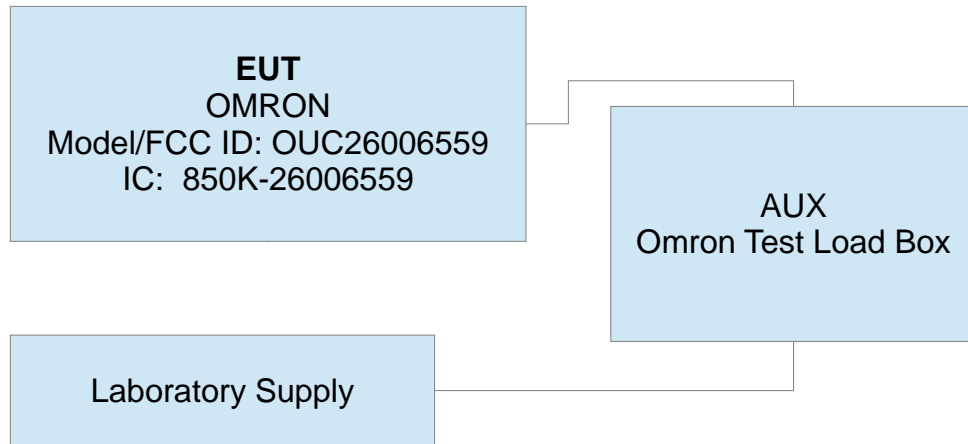 EUT
OMRON
Model/FCC ID: OUC26006559
IC:  850K-26006559
AUX
Omron Test Load Box
Laboratory Supply